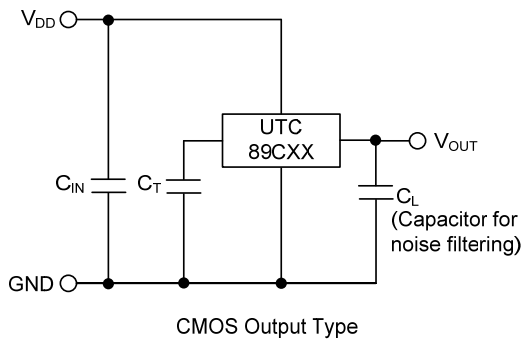 VDD
UTC
89CXX
VOUT
CIN
CT
CL
(Capacitor for
noise filtering)
GND
CMOS Output Type